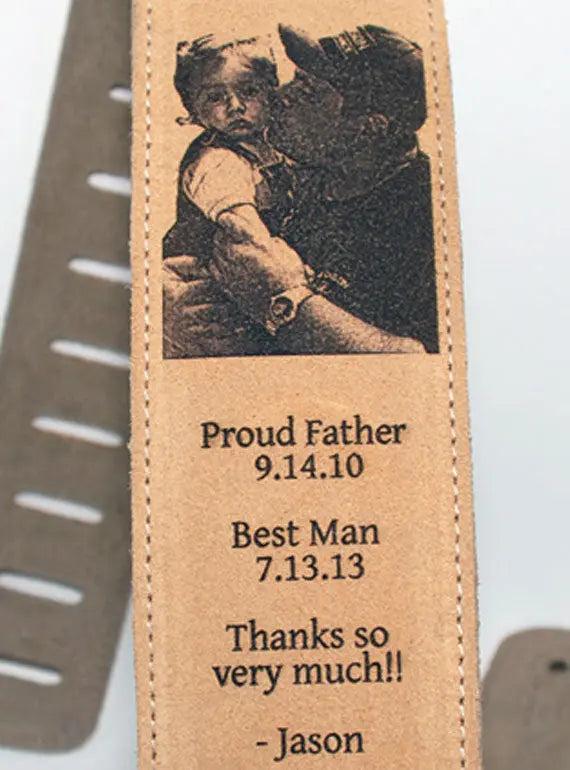 Proud Father
9.14.10
Best Man
7.13.13
Thanks so
very much!!
- Jason